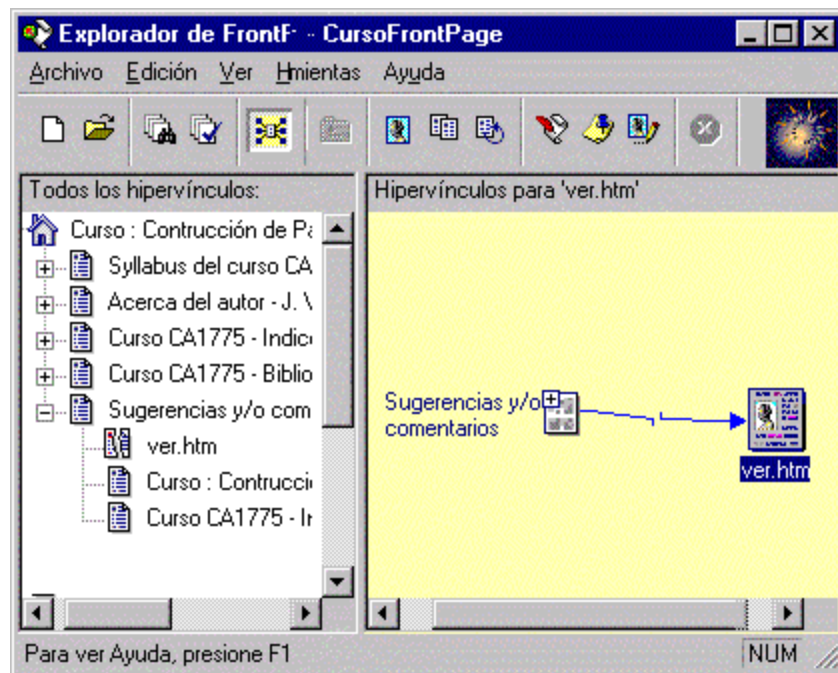 Explorador de FrontF - CursoFrontPage
Archivo Edición Ver Hmientas Ayuda
Todos los hipervínculos:
Curso : Contrucción de Pá
Syllabus del curso CA
Acerca del autor - J. V
Curso CA1775 - Indic
Curso CA1775 - Biblio
Sugerencias y/o com
ver.htm
Curso : Contrucci
Curso CA1775 - Ir
Hipervínculos para 'ver.htm'
Sugerencias y/o
comentarios
ver.htm
Para ver Ayuda, presione F1
NUM